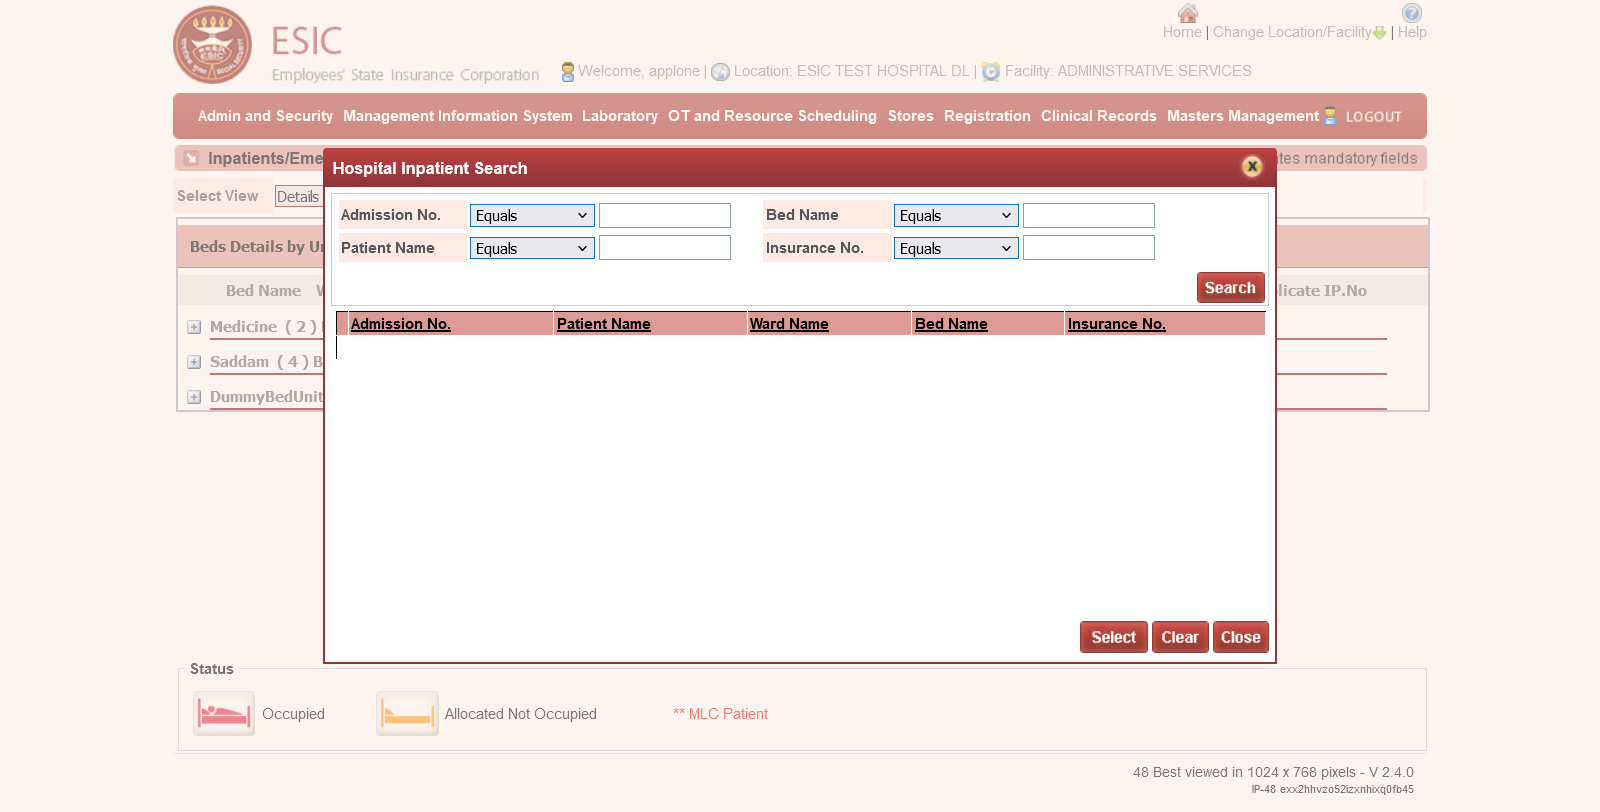 ESIC
Employees' State Insurance Corporation
Home | Change Location/Facility | Help
Welcome, applone | Location: ESIC TEST HOSPITAL DL | Facility: ADMINISTRATIVE SERVICES
Admin and Security Management Information System Laboratory OT and Resource Scheduling Stores Registration Clinical Records Masters Management LOGOUT
Inpatients/Eme
tes mandatory fields
Hospital Inpatient Search
X
Select View Details
Admission No. Equals Bed Name Equals
Patient Name Equals Insurance No. Equals
Beds Details by U
Search
Bed Name
licate IP.No
Admission No. Patient Name Ward Name Bed Name Insurance No.
Medicine ( 2 )
Saddam ( 4 ) B
DummyBedUnit
Select Clear Close
Status
Occupied Allocated Not Occupied ** MLC Patient
48 Best viewed in 1024 x 768 pixels - V 2.4.0
IP-48 exx2hhvzo52izxnhixq0fb45